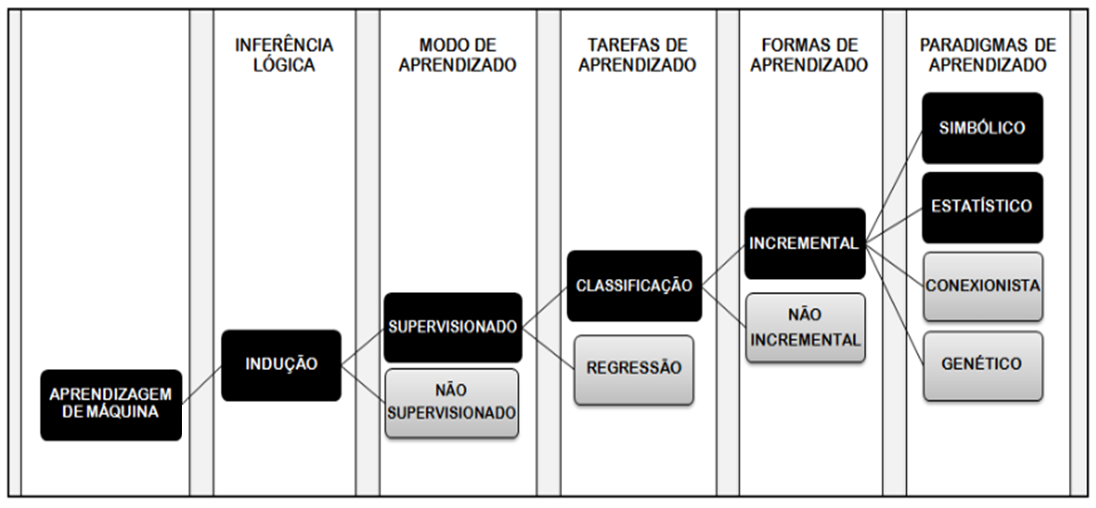 INFERÊNCIA
LÓGICA
MODO DE
APRENDIZADO
TAREFAS DE
APRENDIZADO
FORMAS DE
APRENDIZADO
PARADIGMAS DE
APRENDIZADO
APRENDIZAGEM
DE MÁQUINA
INDUÇÃO
SUPERVISIONADO
NÃO
SUPERVISIONADO
CLASSIFICAÇÃO
REGRESSÃO
INCREMENTAL
NÃO
INCREMENTAL
SIMBÓLICO
ESTATÍSTICO
CONEXIONISTA
GENÉTICO